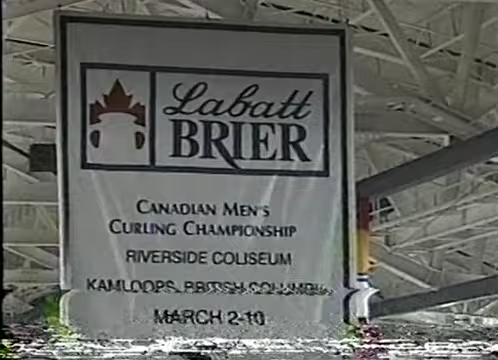 Labatt
BRIER
CANADIAN MEN'S
CURLING CHAMPIONSHIP
RIVERSIDE COLISEUM
KAMLOOPS, BRITISH COLUMBIA
MARCH 2-10